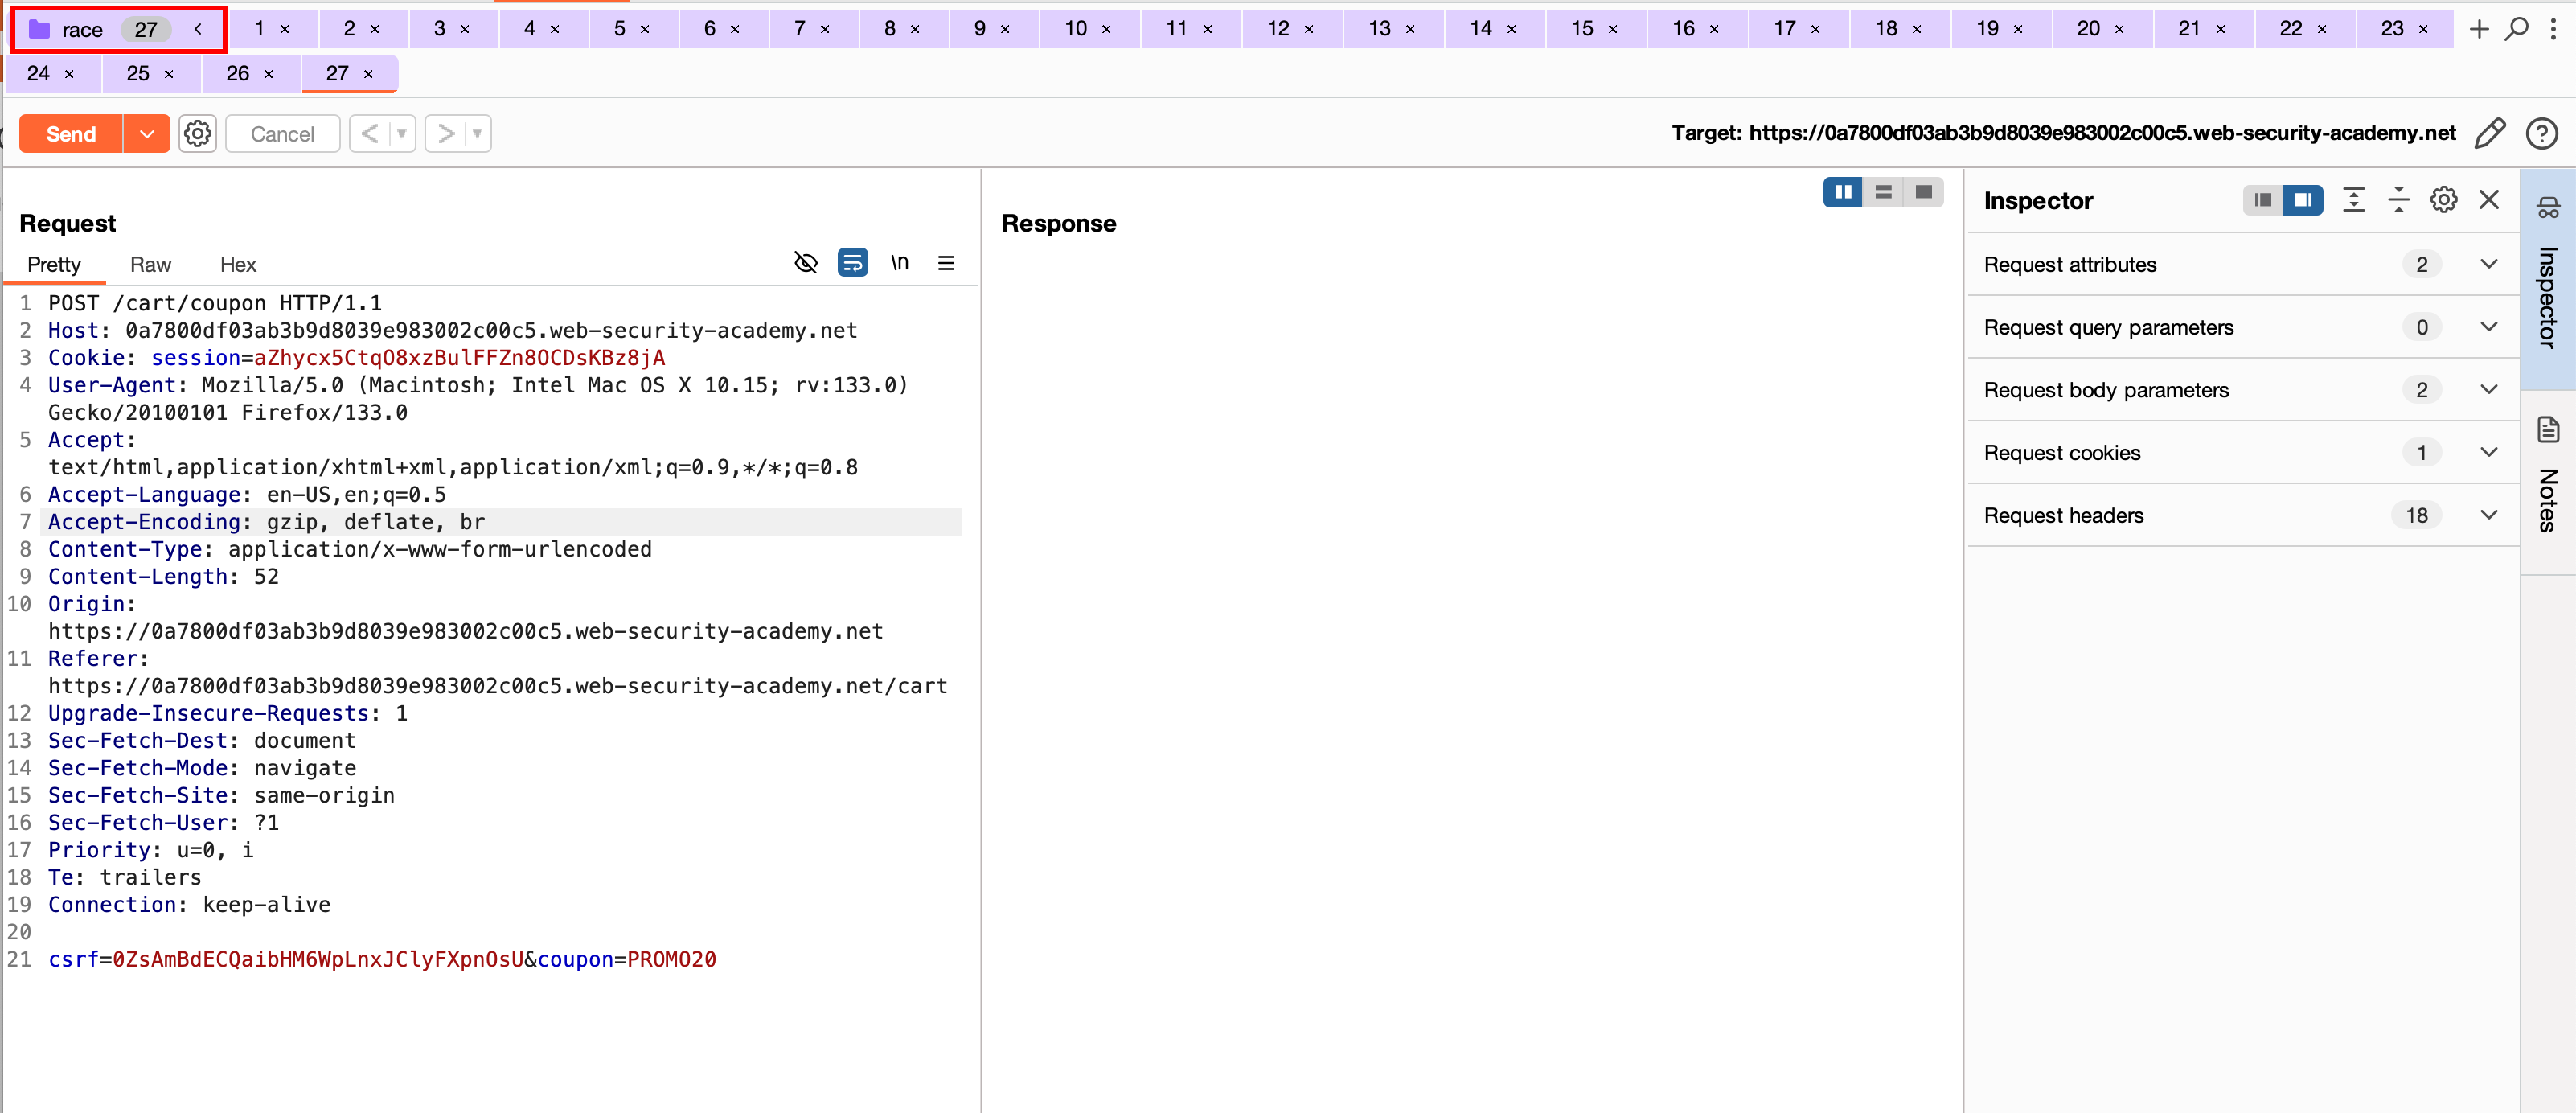 race 27 < 1 × 2 × 3 × 4 × 5 × 6 × 7 × 8 × 9 × 10 × 11 × 12 × 13 × 14 × 15 × 16 × 17 × 18 × 19 × 20 × 21 × 22 × 23 ×
24 × 25 × 26 × 27 ×
Send Cancel < > Target: https://0a7800df03ab3b9d8039e983002c00c5.web-security-academy.net
Request
Pretty Raw Hex \n
1 POST /cart/coupon HTTP/1.1
2 Host: 0a7800df03ab3b9d8039e983002c00c5.web-security-academy.net
3 Cookie: session=aZhycx5CtqO8xzBulFFZn8OCDsKBz8jA
4 User-Agent: Mozilla/5.0 (Macintosh; Intel Mac OS X 10.15; rv:133.0)
Gecko/20100101 Firefox/133.0
5 Accept:
text/html,application/xhtml+xml,application/xml;q=0.9,*/*;q=0.8
6 Accept-Language: en-US,en;q=0.5
7 Accept-Encoding: gzip, deflate, br
8 Content-Type: application/x-www-form-urlencoded
9 Content-Length: 52
10 Origin:
https://0a7800df03ab3b9d8039e983002c00c5.web-security-academy.net
11 Referer:
https://0a7800df03ab3b9d8039e983002c00c5.web-security-academy.net/cart
12 Upgrade-Insecure-Requests: 1
13 Sec-Fetch-Dest: document
14 Sec-Fetch-Mode: navigate
15 Sec-Fetch-Site: same-origin
16 Sec-Fetch-User: ?1
17 Priority: u=0, i
18 Te: trailers
19 Connection: keep-alive
20
21 csrf=0ZsAmBdECQaibHM6WpLnxJClyFXpnOsU&coupon=PROMO20
Response
Inspector
Request attributes 2
Request query parameters 0
Request body parameters 2
Request cookies 1
Request headers 18
Inspector
Notes